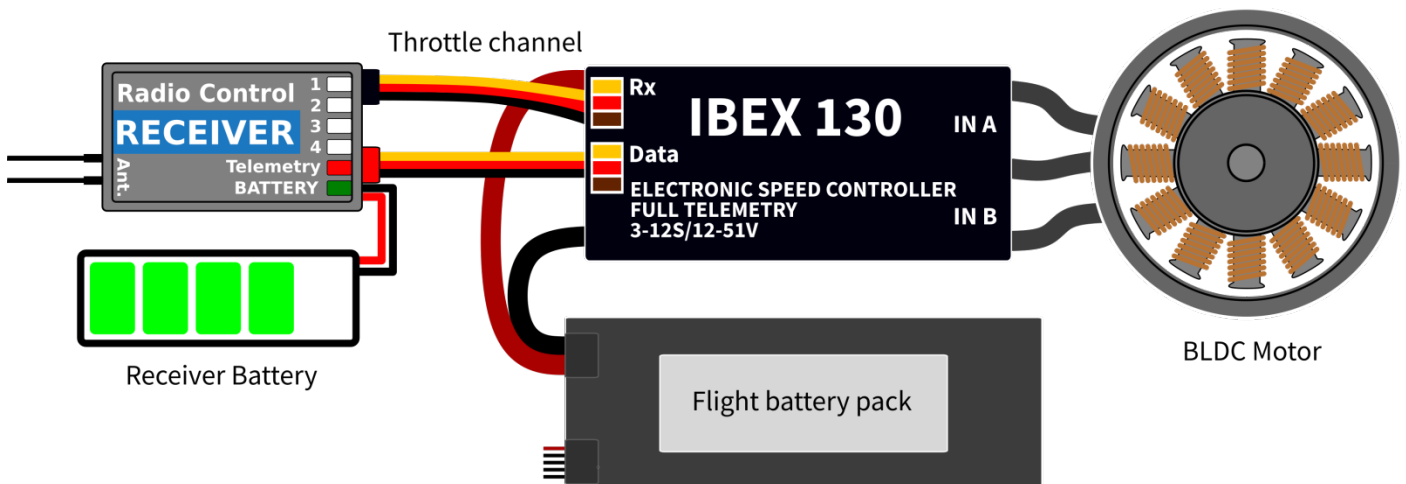 Throttle channel
Radio Control
RECEIVER
1
2
3
4
Telemetry
BATTERY
Ant.
Receiver Battery
Rx
Data
IBEX 130
ELECTRONIC SPEED CONTROLLER
FULL TELEMETRY
3-12S/12-51V
IN A
IN B
Flight battery pack
BLDC Motor